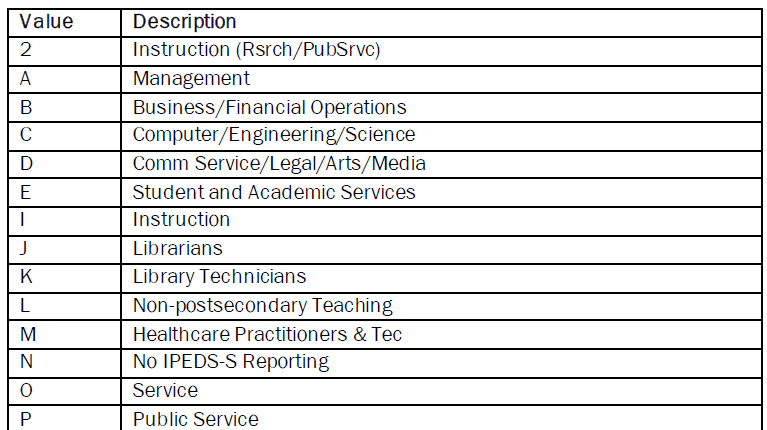 Value Description
2 Instruction (Rsrch/PubSrvc)
A Management
B Business/Financial Operations
C Computer/Engineering/Science
D Comm Service/Legal/Arts/Media
E Student and Academic Services
I Instruction
J Librarians
K Library Technicians
L Non-postsecondary Teaching
M Healthcare Practitioners & Tec
N No IPEDS-S Reporting
O Service
P Public Service